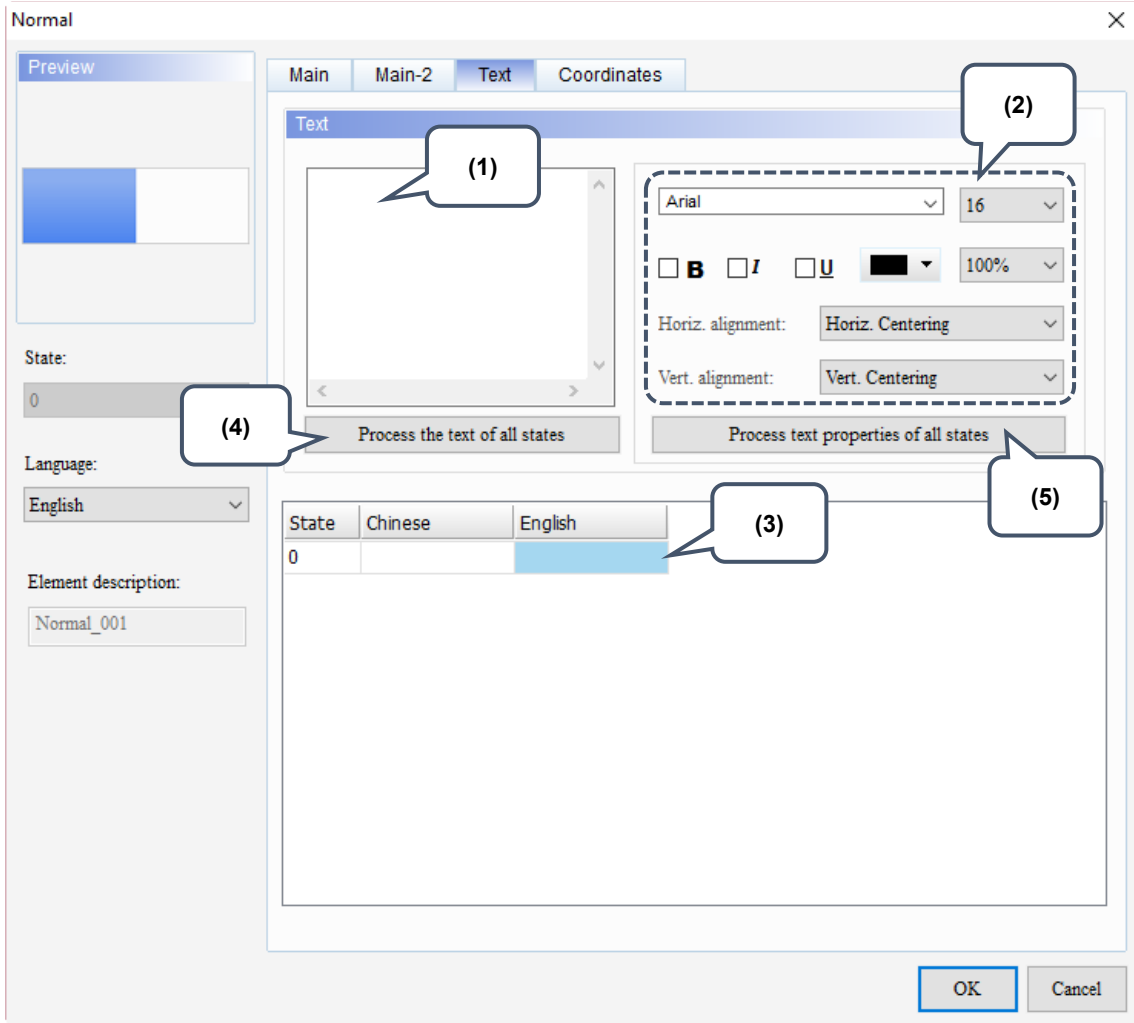 Normal
Preview
Main Main-2 Text Coordinates
Text
(1)
(2)
Arial 16
B I U 100%
Horiz. alignment: Horiz. Centering
Vert. alignment: Vert. Centering
State:
0
(4)
Process the text of all states
Process text properties of all states
Language:
English
(5)
(3)
State Chinese English
0
Element description:
Normal_001
OK Cancel